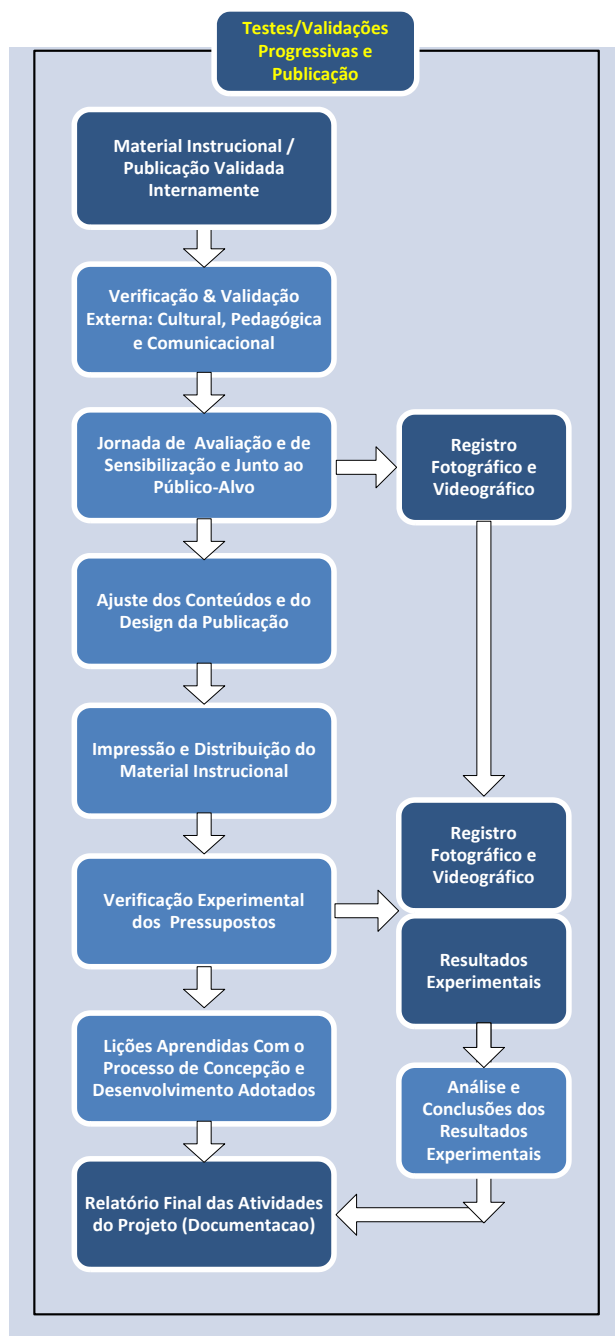 Testes/Validações
Progressivas e
Publicação
Material Instrucional /
Publicação Validada
Internamente
Verificação & Validação
Externa: Cultural, Pedagógica
e Comunicacional
Jornada de Avaliação e de
Sensibilização e Junto ao
Público-Alvo
Registro
Fotográfico e
Videográfico
Ajuste dos Conteúdos e do
Design da Publicação
Impressão e Distribuição do
Material Instrucional
Verificação Experimental
dos Pressupostos
Registro
Fotográfico e
Videográfico
Resultados
Experimentais
Lições Aprendidas Com o
Processo de Concepção e
Desenvolvimento Adotados
Análise e
Conclusões dos
Resultados
Experimentais
Relatório Final das Atividades
do Projeto (Documentacao)